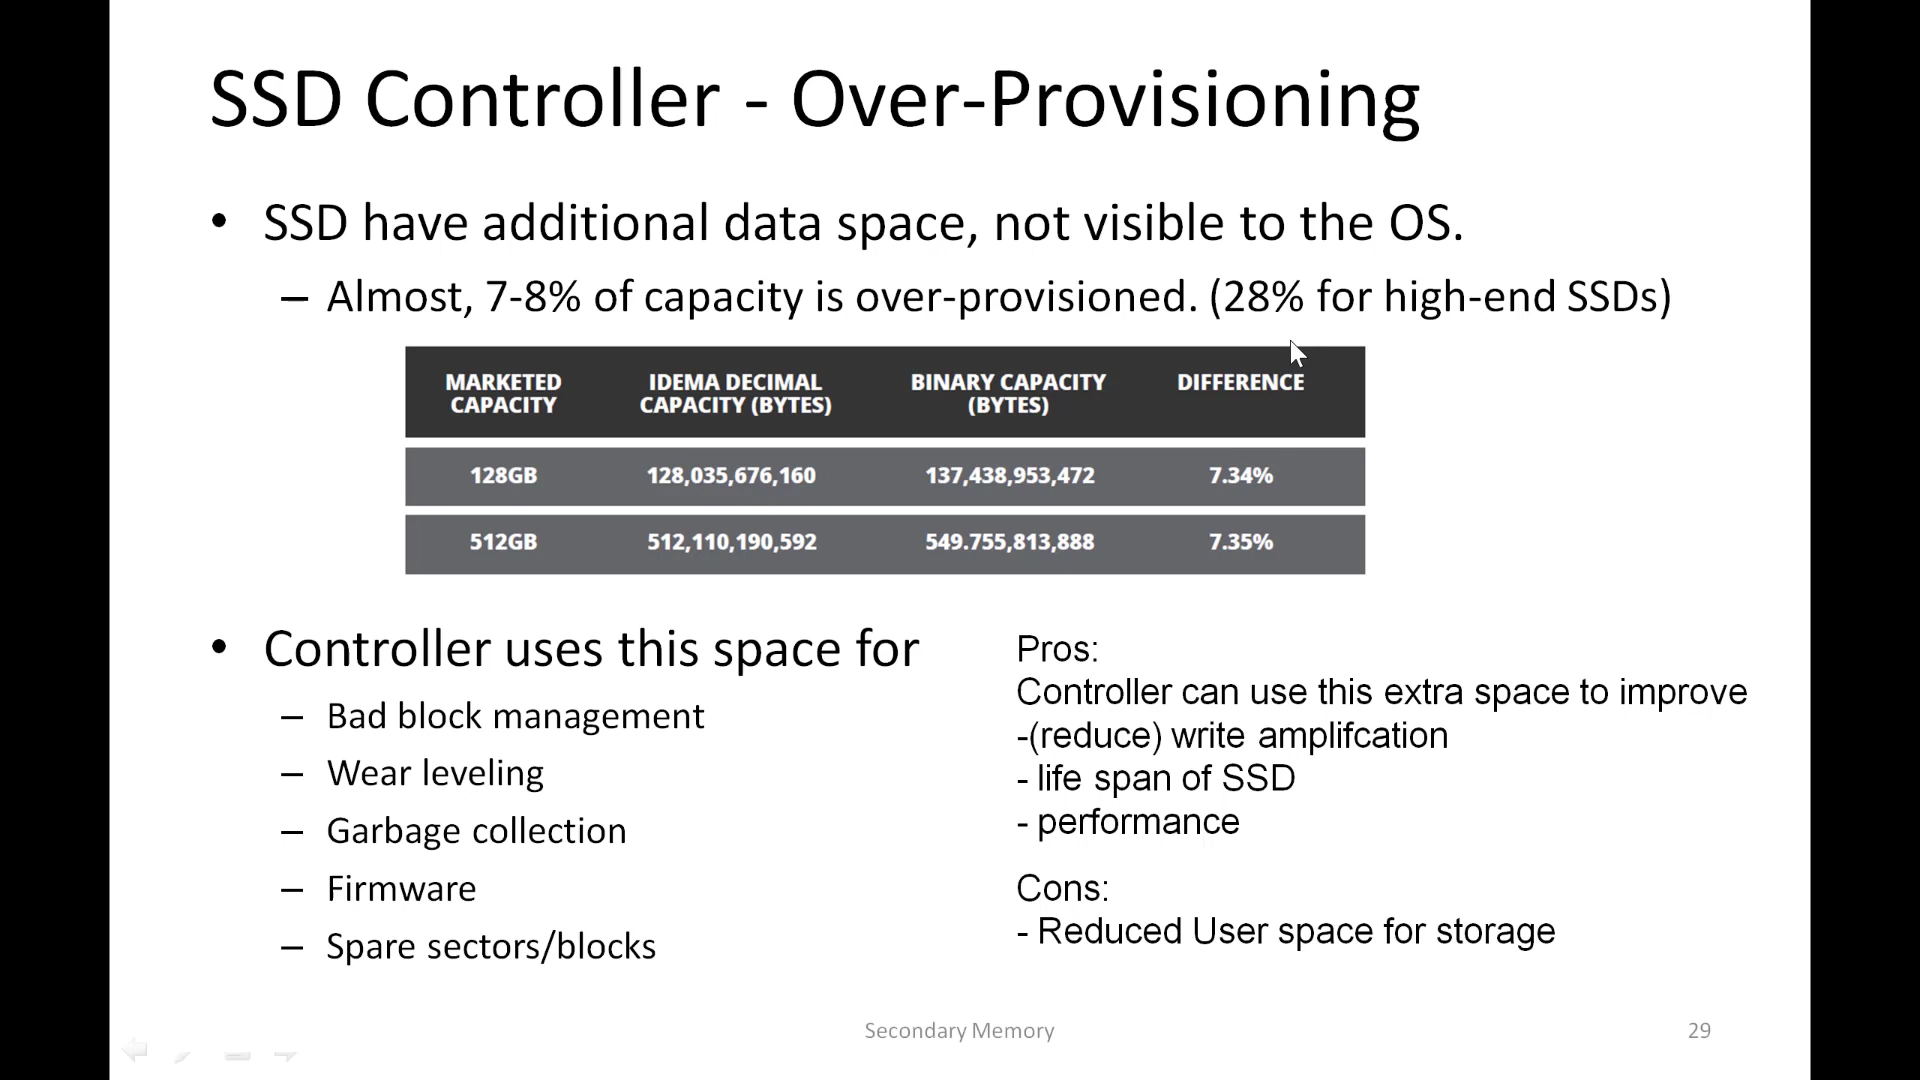 SSD Controller - Over-Provisioning
• SSD have additional data space, not visible to the OS.
– Almost, 7-8% of capacity is over-provisioned. (28% for high-end SSDs)
MARKETED CAPACITY IDEMA DECIMAL CAPACITY (BYTES) BINARY CAPACITY (BYTES) DIFFERENCE
128GB 128,035,676,160 137,438,953,472 7.34%
512GB 512,110,190,592 549.755,813,888 7.35%
• Controller uses this space for
– Bad block management
– Wear leveling
– Garbage collection
– Firmware
– Spare sectors/blocks
Pros:
Controller can use this extra space to improve
-(reduce) write amplifcation
- life span of SSD
- performance
Cons:
- Reduced User space for storage
Secondary Memory
29